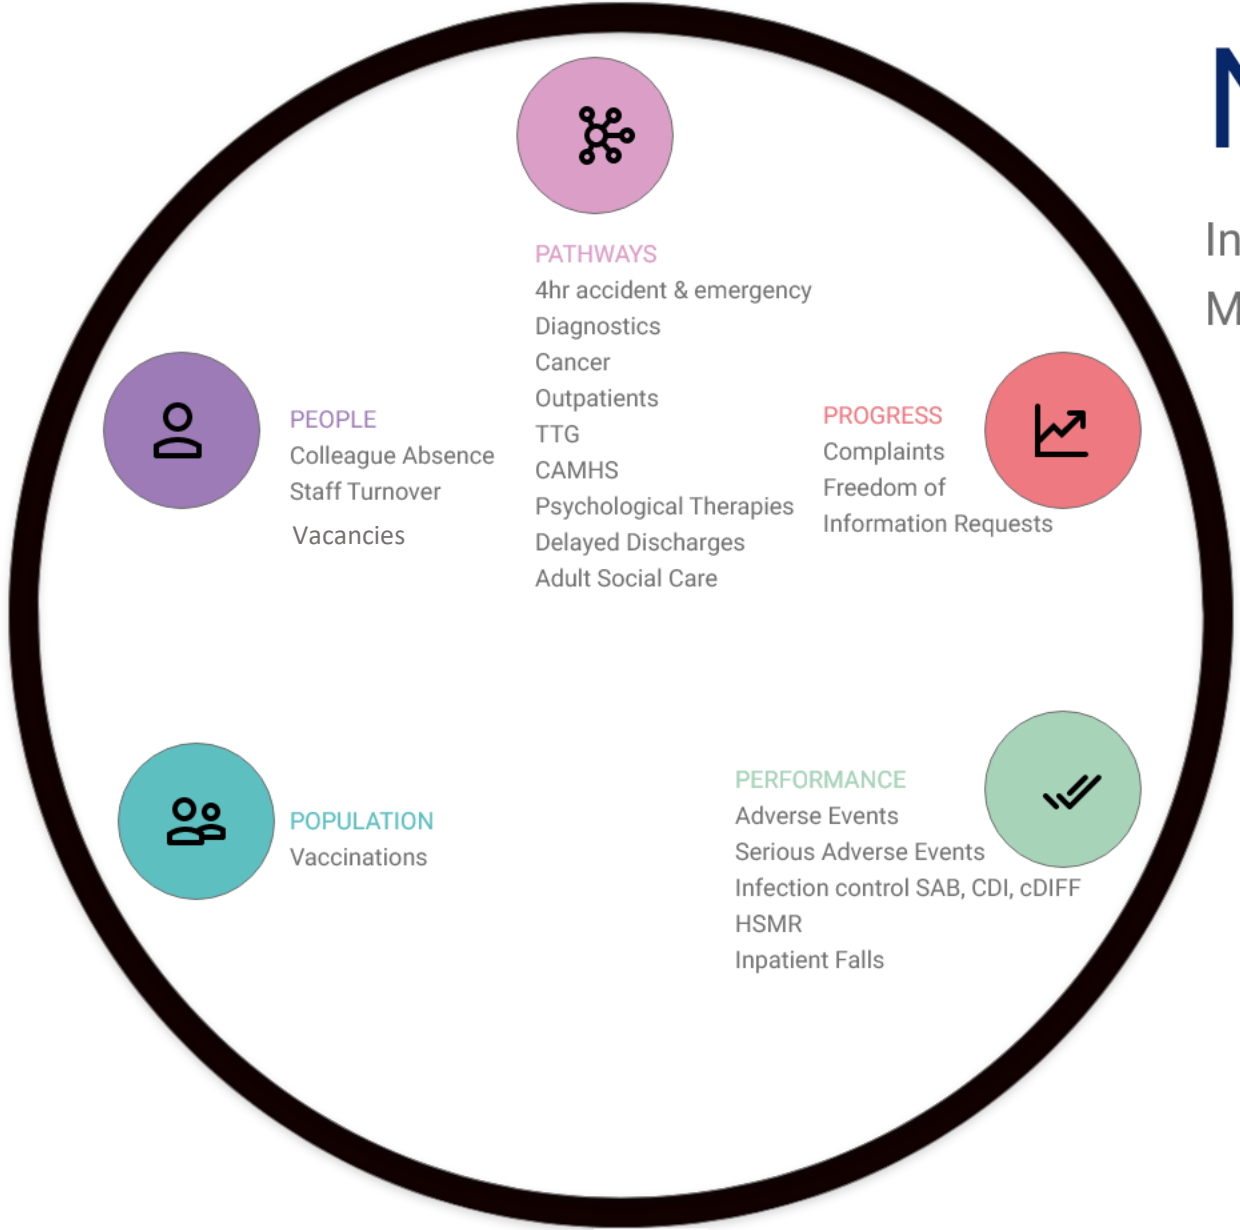 PATHWAYS
4hr accident & emergency
Diagnostics
Cancer
Outpatients
TTG
CAMHS
Psychological Therapies
Delayed Discharges
Adult Social Care
PEOPLE
Colleague Absence
Staff Turnover
Vacancies
PROGRESS
Complaints
Freedom of
Information Requests
POPULATION
Vaccinations
PERFORMANCE
Adverse Events
Serious Adverse Events
Infection control SAB, CDI, cDIFF
HSMR
Inpatient Falls